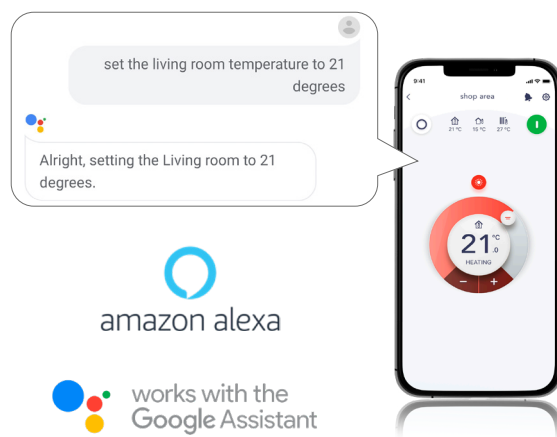 set the living room temperature to 21
degrees
Alright, setting the Living room to 21
degrees.
9:41
shop area
21 °C
15 °C
27 °C
21 °C
.0
HEATING
amazon alexa
works with the
Google Assistant